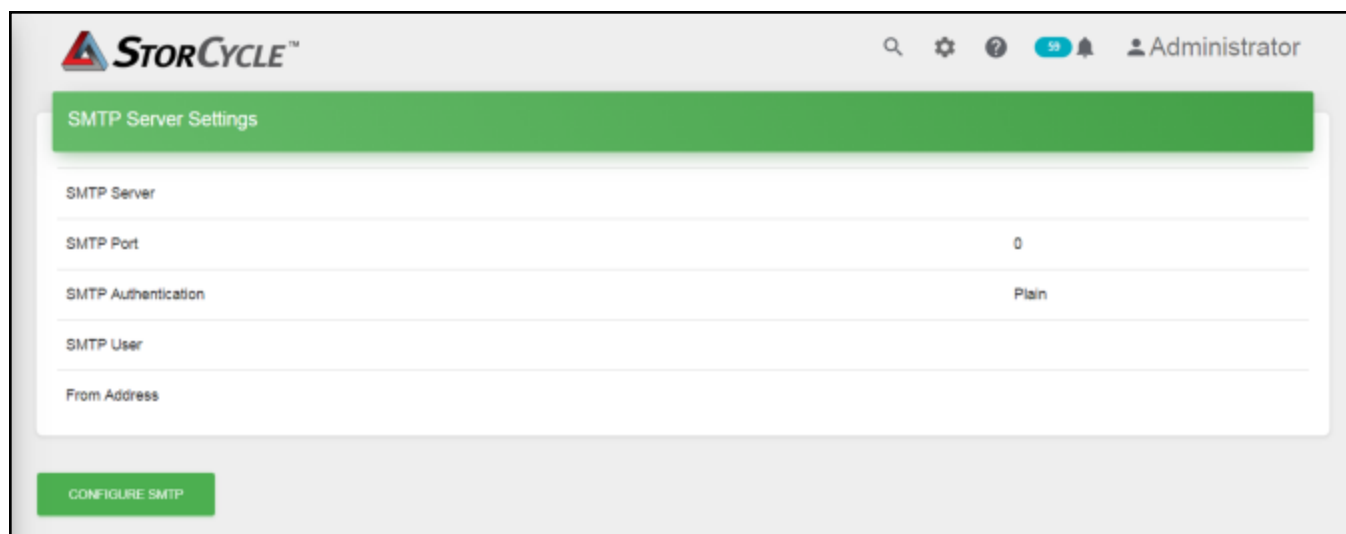 STORCYCLE™
59
Administrator
SMTP Server Settings
SMTP Server
SMTP Port 0
SMTP Authentication Plain
SMTP User
From Address
CONFIGURE SMTP